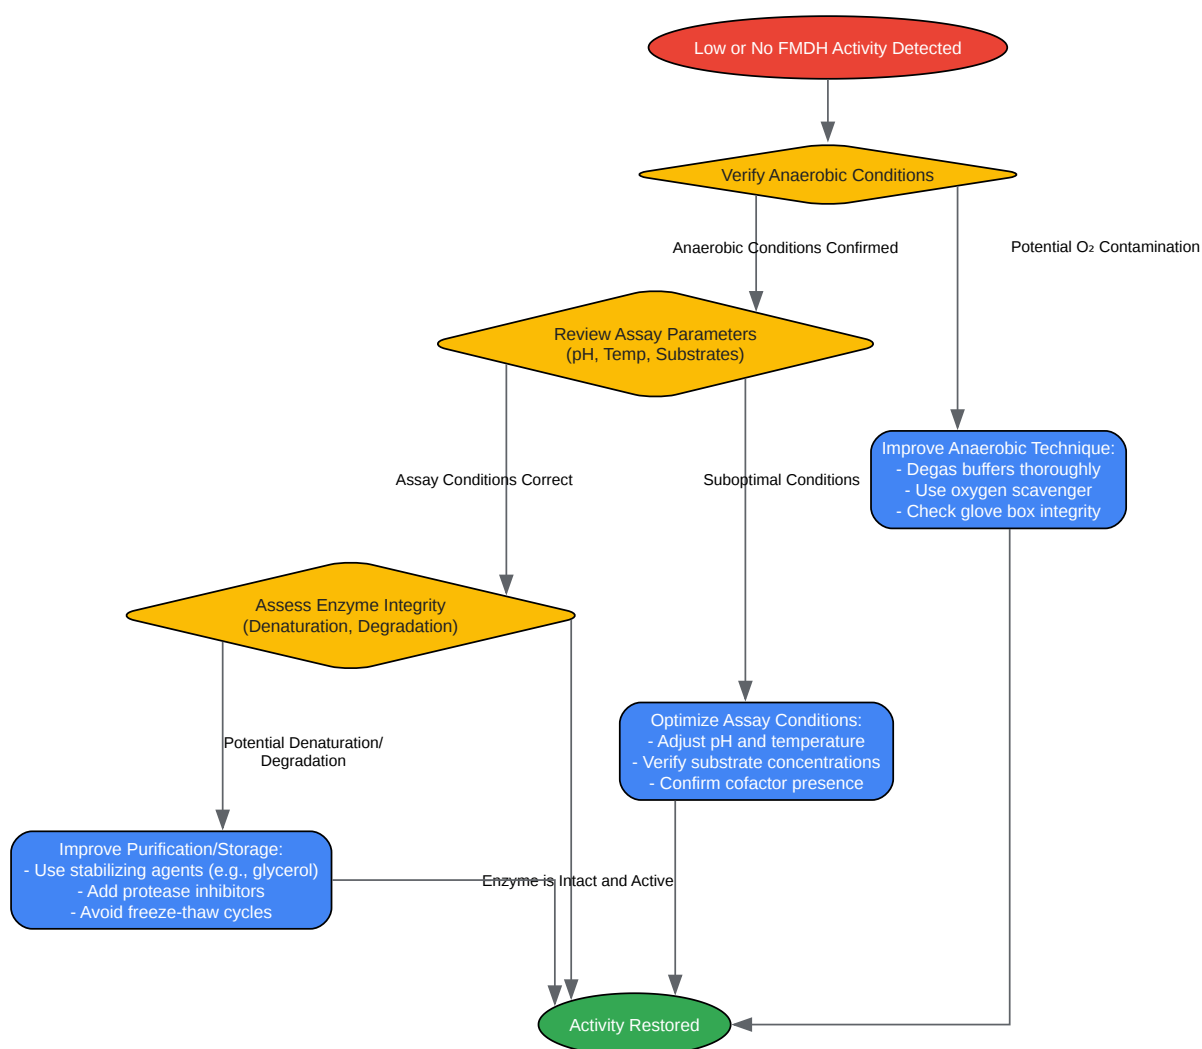 Low or No FMDH Activity Detected
Verify Anaerobic Conditions
Anaerobic Conditions Confirmed
Potential O₂ Contamination
Review Assay Parameters
(pH, Temp, Substrates)
Improve Anaerobic Technique:
- Degas buffers thoroughly
- Use oxygen scavenger
- Check glove box integrity
Assay Conditions Correct
Suboptimal Conditions
Assess Enzyme Integrity
(Denaturation, Degradation)
Optimize Assay Conditions:
- Adjust pH and temperature
- Verify substrate concentrations
- Confirm cofactor presence
Potential Denaturation/
Degradation
Improve Purification/Storage:
- Use stabilizing agents (e.g., glycerol)
- Add protease inhibitors
- Avoid freeze-thaw cycles
Enzyme is Intact and Active
Activity Restored